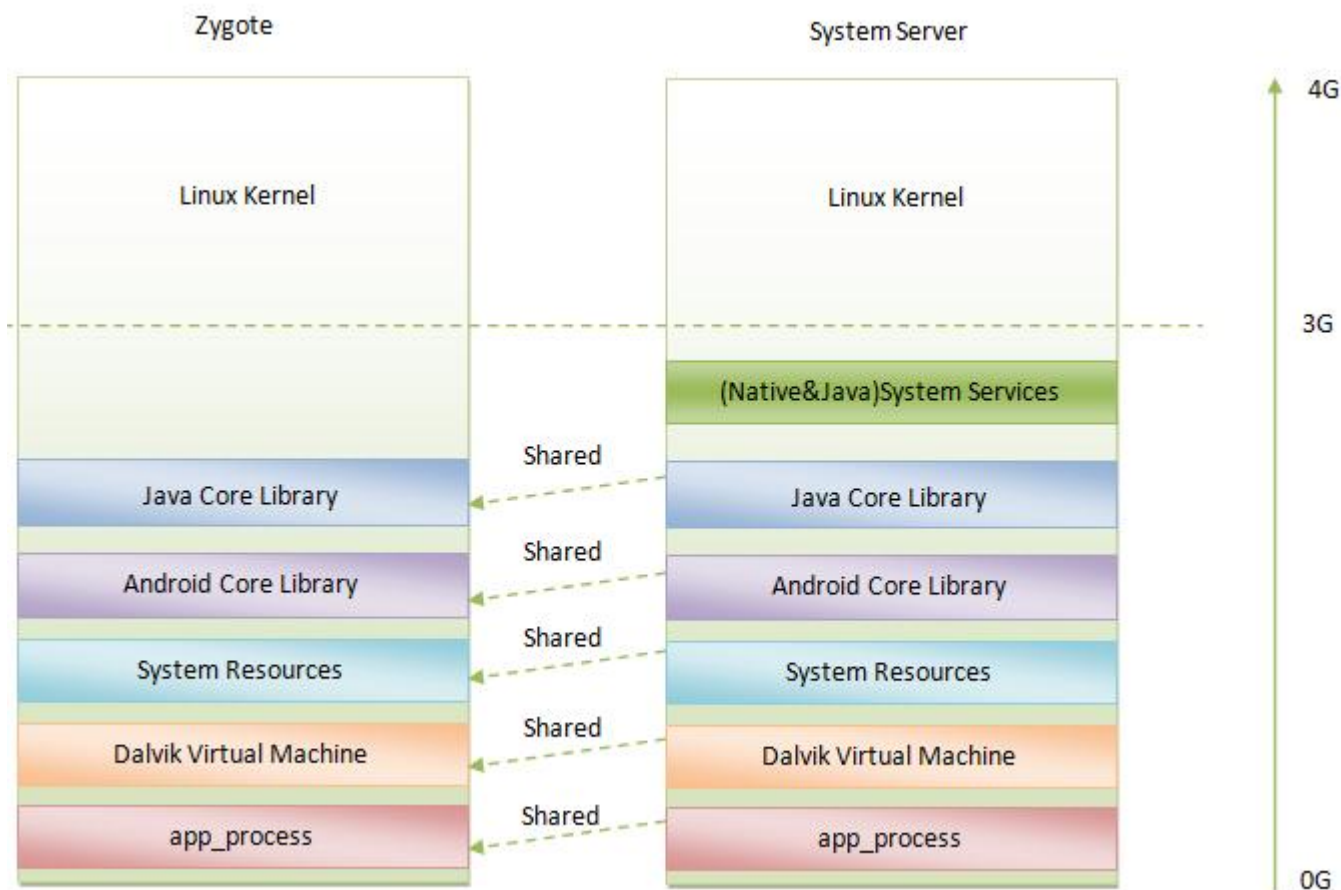 Zygote
System Server
4G
Linux Kernel
Linux Kernel
3G
(Native&Java)System Services
Shared
Java Core Library
Java Core Library
Shared
Android Core Library
Android Core Library
Shared
System Resources
System Resources
Shared
Dalvik Virtual Machine
Dalvik Virtual Machine
Shared
app_process
app_process
0G